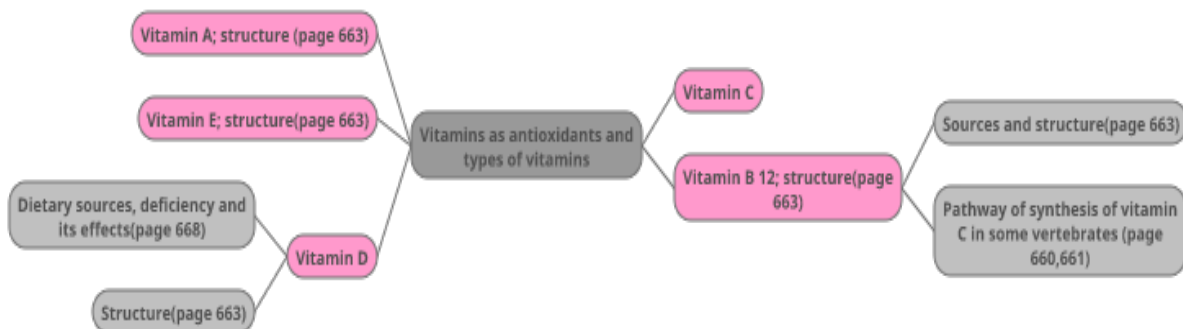 Vitamin A; structure (page 663)
Vitamin E; structure(page 663)
Dietary sources, deficiency and
its effects(page 668)
Vitamin D
Structure(page 663)
Vitamins as antioxidants and
types of vitamins
Vitamin C
Vitamin B 12; structure(page
663)
Sources and structure(page 663)
Pathway of synthesis of vitamin
C in some vertebrates (page
660,661)